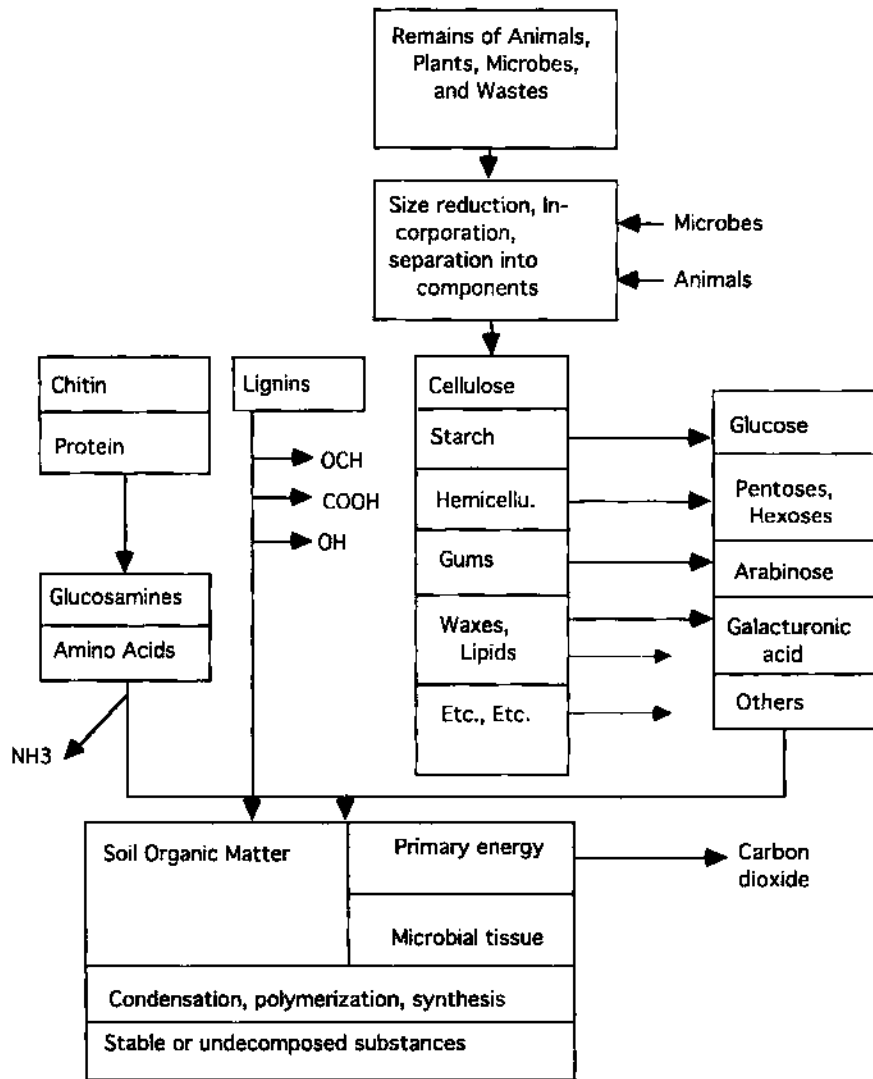 Remains of Animals,
Plants, Microbes,
and Wastes
Size reduction, In-
corporation,
separation into
components
Microbes
Animals
Chitin
Protein
Lignins
OCH
COOH
OH
Glucosamines
Amino Acids
NH3
Cellulose
Starch
Hemicellu.
Gums
Waxes,
Lipids
Etc., Etc.
Glucose
Pentoses,
Hexoses
Arabinose
Galacturonic
acid
Others
Soil Organic Matter
Primary energy
Microbial tissue
Carbon
dioxide
Condensation, polymerization, synthesis
Stable or undecomposed substances